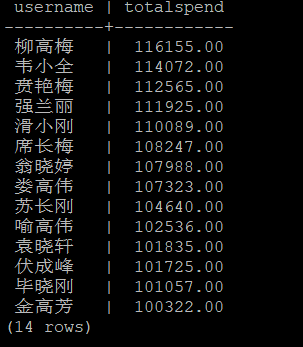 username | totalspend
----------+------------
柳高梅 | 116155.00
韦小全 | 114072.00
贲艳梅 | 112565.00
强兰丽 | 111925.00
滑小刚 | 110089.00
席长梅 | 108247.00
翁晓婷 | 107988.00
娄高伟 | 107323.00
苏长刚 | 104640.00
喻高伟 | 102536.00
袁晓轩 | 101835.00
伏成峰 | 101725.00
毕晓刚 | 101057.00
金高芳 | 100322.00
(14 rows)